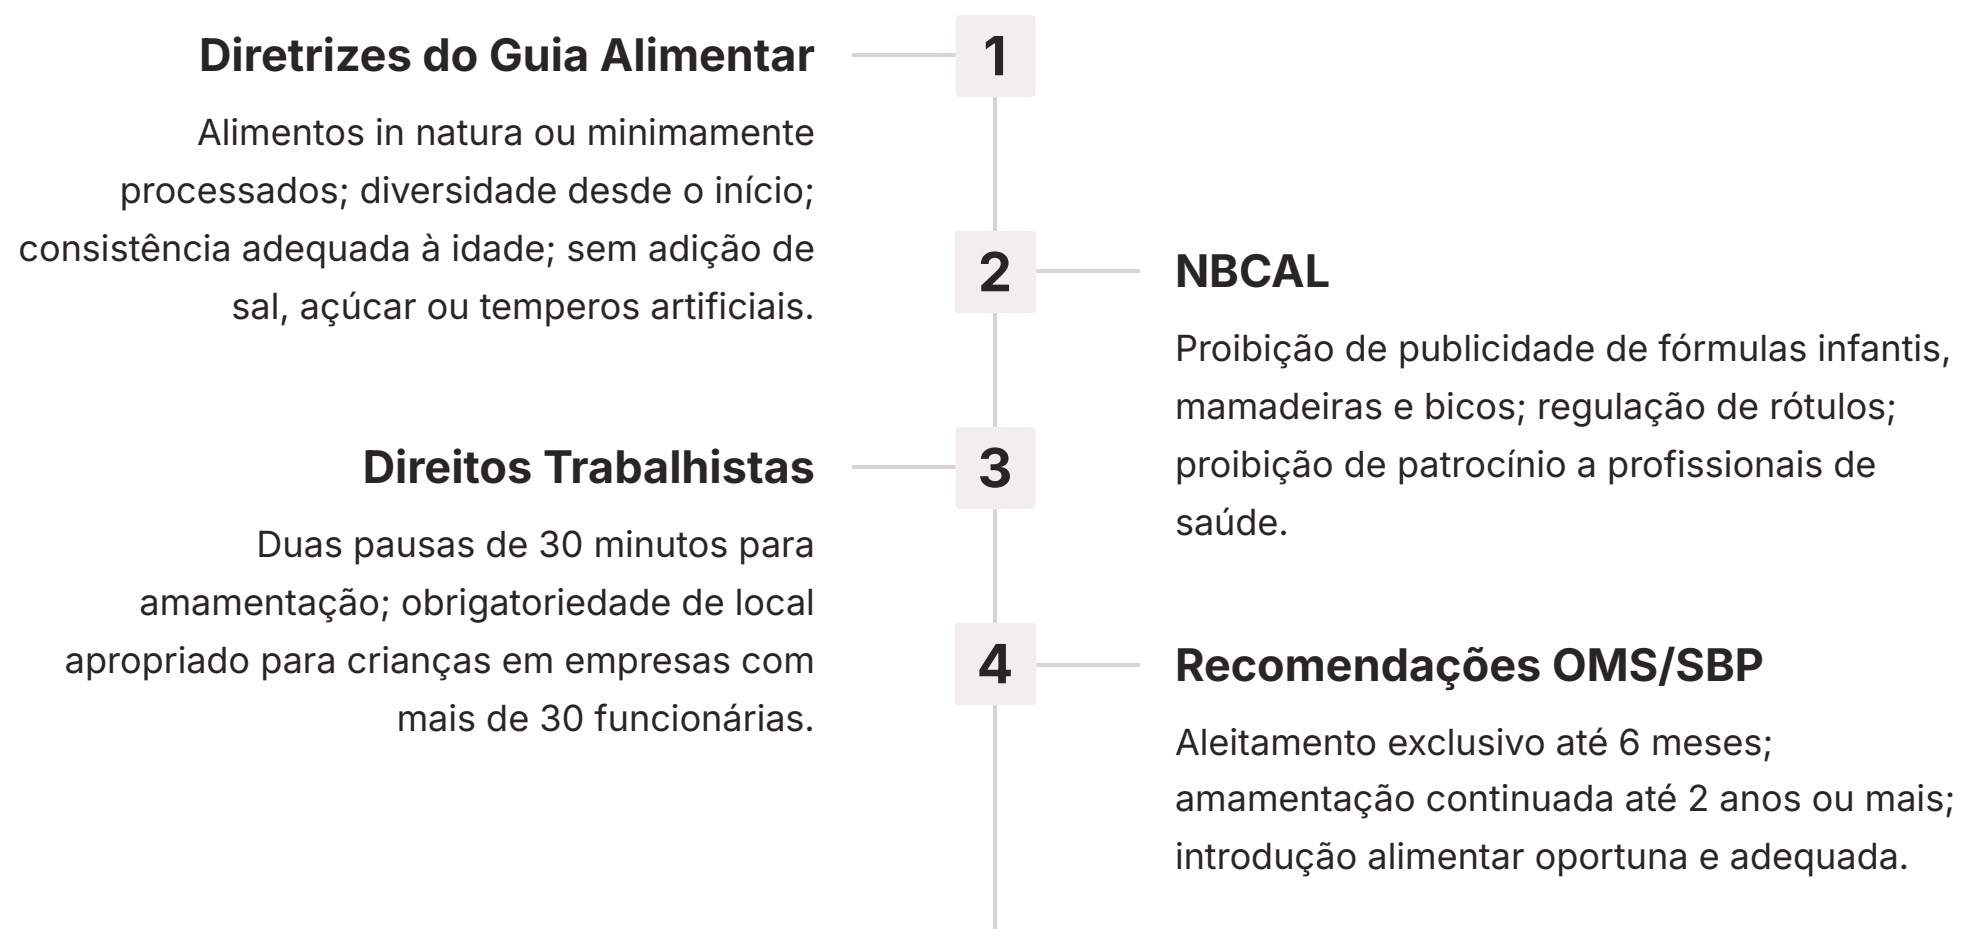 Diretrizes do Guia Alimentar
1
Alimentos in natura ou minimamente
processados; diversidade desde o início;
consistência adequada à idade; sem adição de
sal, açúcar ou temperos artificiais.
2
NBCAL
Proibição de publicidade de fórmulas infantis,
mamadeiras e bicos; regulação de rótulos;
proibição de patrocínio a profissionais de
saúde.
Direitos Trabalhistas
3
Duas pausas de 30 minutos para
amamentação; obrigatoriedade de local
apropriado para crianças em empresas com
mais de 30 funcionárias.
4
Recomendações OMS/SBP
Aleitamento exclusivo até 6 meses;
amamentação continuada até 2 anos ou mais;
introdução alimentar oportuna e adequada.